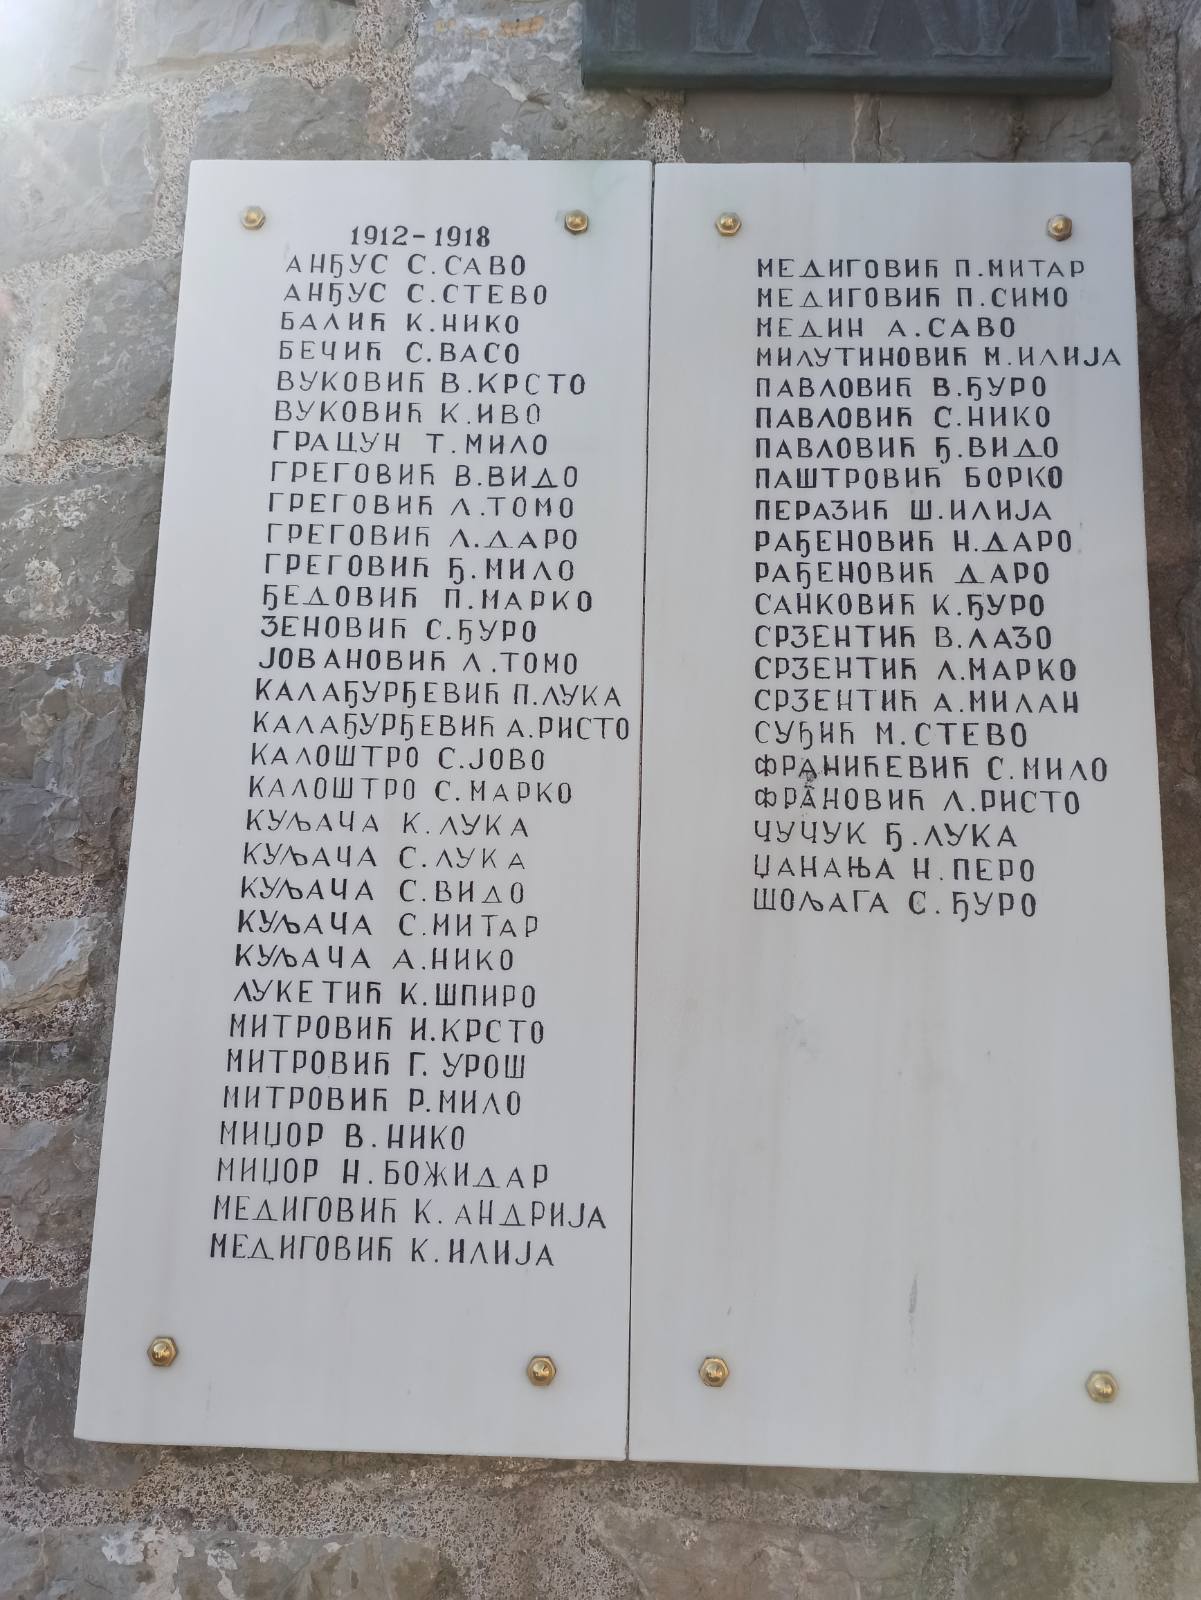 1912-1918
АНЂУС С.САВО
АНЂУС С.СТЕВО
БАЛИЋ К.НИКО
БЕЧИЋ С.ВАСО
ВУКОВИЋ В.КРСТО
ВУКОВИЋ К.ИВО
ГРАЦУН Т.МИЛО
ГРЕГОВИЋ В.ВИДО
ГРЕГОВИЋ Л.ТОМО
ГРЕГОВИЋ Л.ДАРО
ГРЕГОВИЋ Ђ.МИЛО
ЂЕДОВИЋ П.МАРКО
ЗЕНОВИЋ С.ЂУРО
ЈОВАНОВИЋ Л.ТОМО
КАЛАЂУРЂЕВИЋ П.ЛУКА
КАЛАЂУРЂЕВИЋ А.РИСТО
КАЛОШТРО С.ЈОВО
КАЛОШТРО С.МАРКО
КУЉАЧА К.ЛУКА
КУЉАЧА С.ЛУКА
КУЉАЧА С.ВИДО
КУЉАЧА С.МИТАР
КУЉАЧА А.НИКО
ЛУКЕТИЋ К.ШПИРО
МИТРОВИЋ И.КРСТО
МИТРОВИЋ Г. УРОШ
МИТРОВИЋ Р.МИЛО
МИЏОР В.НИКО
МИЏОР Н.БОЖИДАР
МЕДИГОВИЋ К.АНДРИЈА
МЕДИГОВИЋ К.ИЛИЈА
МЕДИГОВИЋ П.МИТАР
МЕДИГОВИЋ П.СИМО
МЕДИН А.САВО
МИЛУТИНОВИЋ М.ИЛИЈА
ПАВЛОВИЋ В.ЂУРО
ПАВЛОВИЋ С.НИКО
ПАВЛОВИЋ Ђ.ВИДО
ПАШТРОВИЋ БОРКО
ПЕРАЗИЋ Ш.ИЛИЈА
РАЂЕНОВИЋ Н.ДАРО
РАЂЕНОВИЋ ДАРО
САНКОВИЋ К.ЂУРО
СРЗЕНТИЋ В.ЛАЗО
СРЗЕНТИЋ Л.МАРКО
СРЗЕНТИЋ А.МИЛАН
СУЂИЋ М.СТЕВО
ФРАНИЋЕВИЋ С.МИЛО
ФРАНОВИЋ Л.РИСТО
ЧУЧУК Ђ.ЛУКА
ЏАНАЊА Н.ПЕРО
ШОЉАГА С.ЂУРО